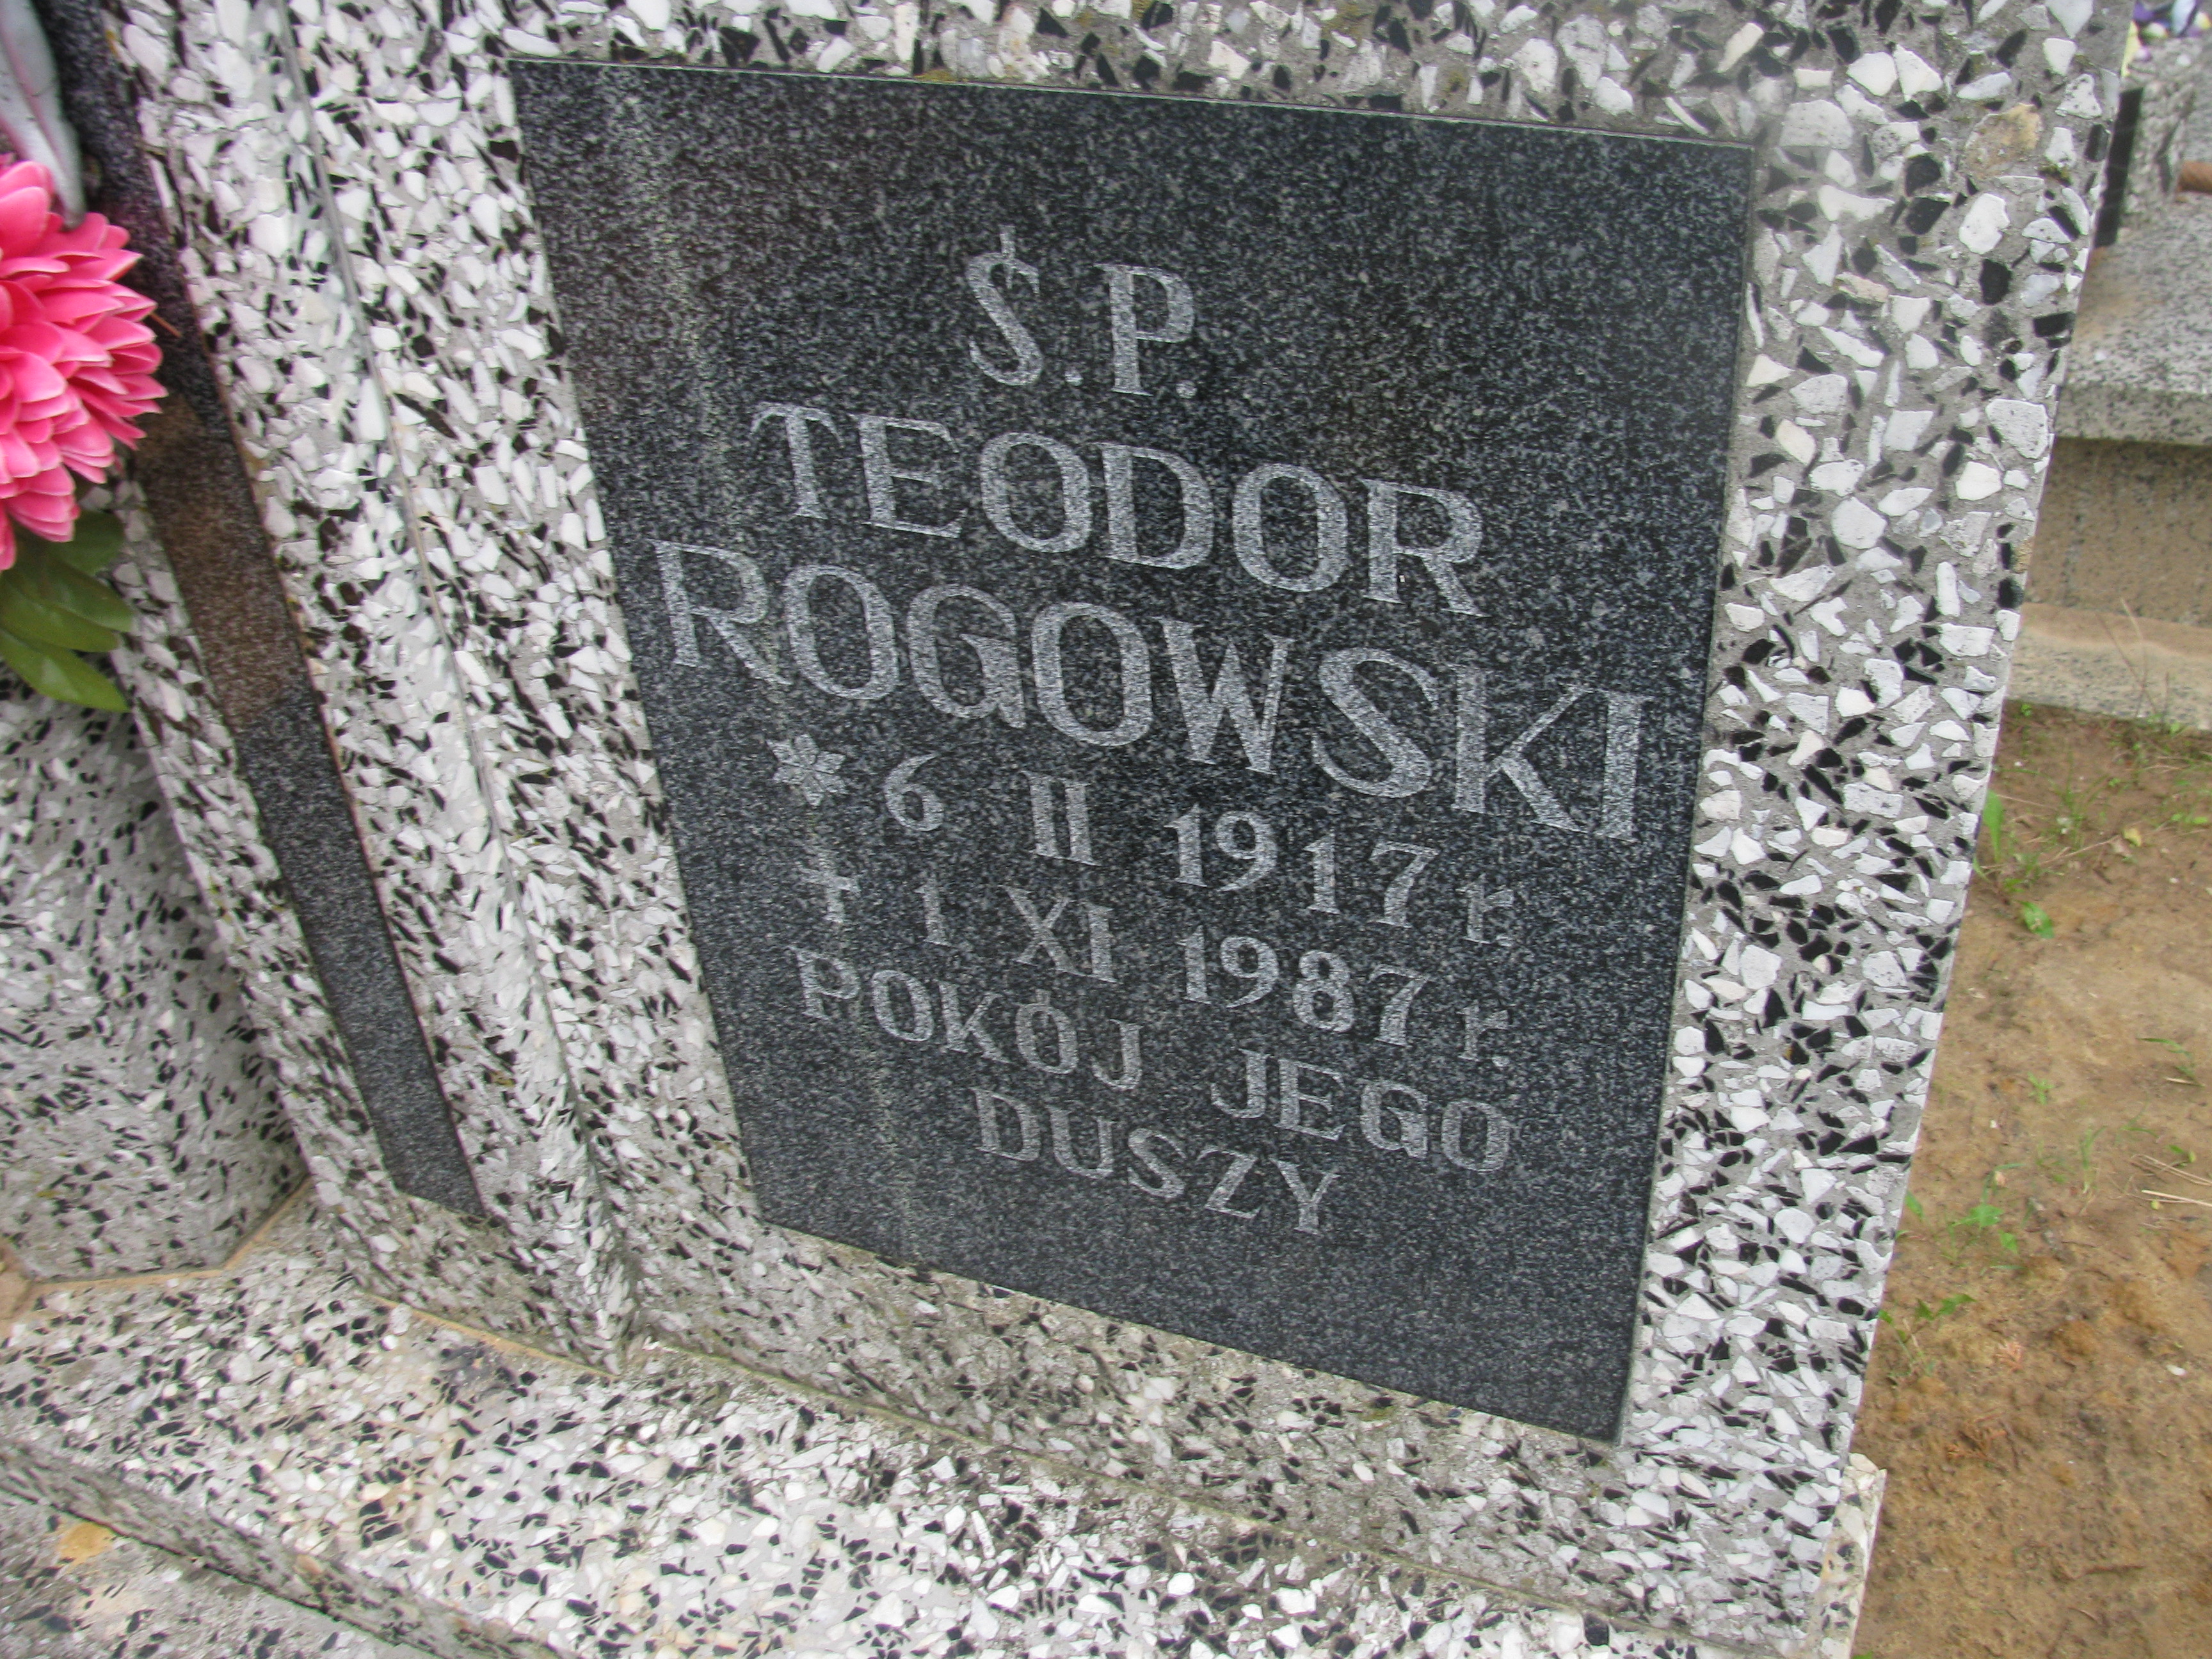 Ś.P.
TEODOR
ROGOWSKI
* 6 II 1917 r.
† 1 XI 1987 r.
POKÓJ JEGO
DUSZY